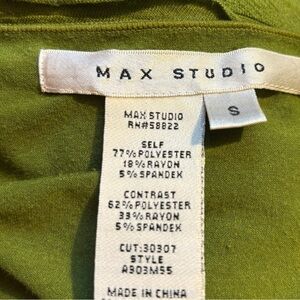 MAX STUDIO
S
MAX STUDIO
RN#58822
SELF
77% POLYESTER
18% RAYON
5% SPANDEX
CONTRAST
62% POLYESTER
33% RAYON
5% SPANDEX
CUT:30307
STYLE
A903M55
MADE IN CHINA